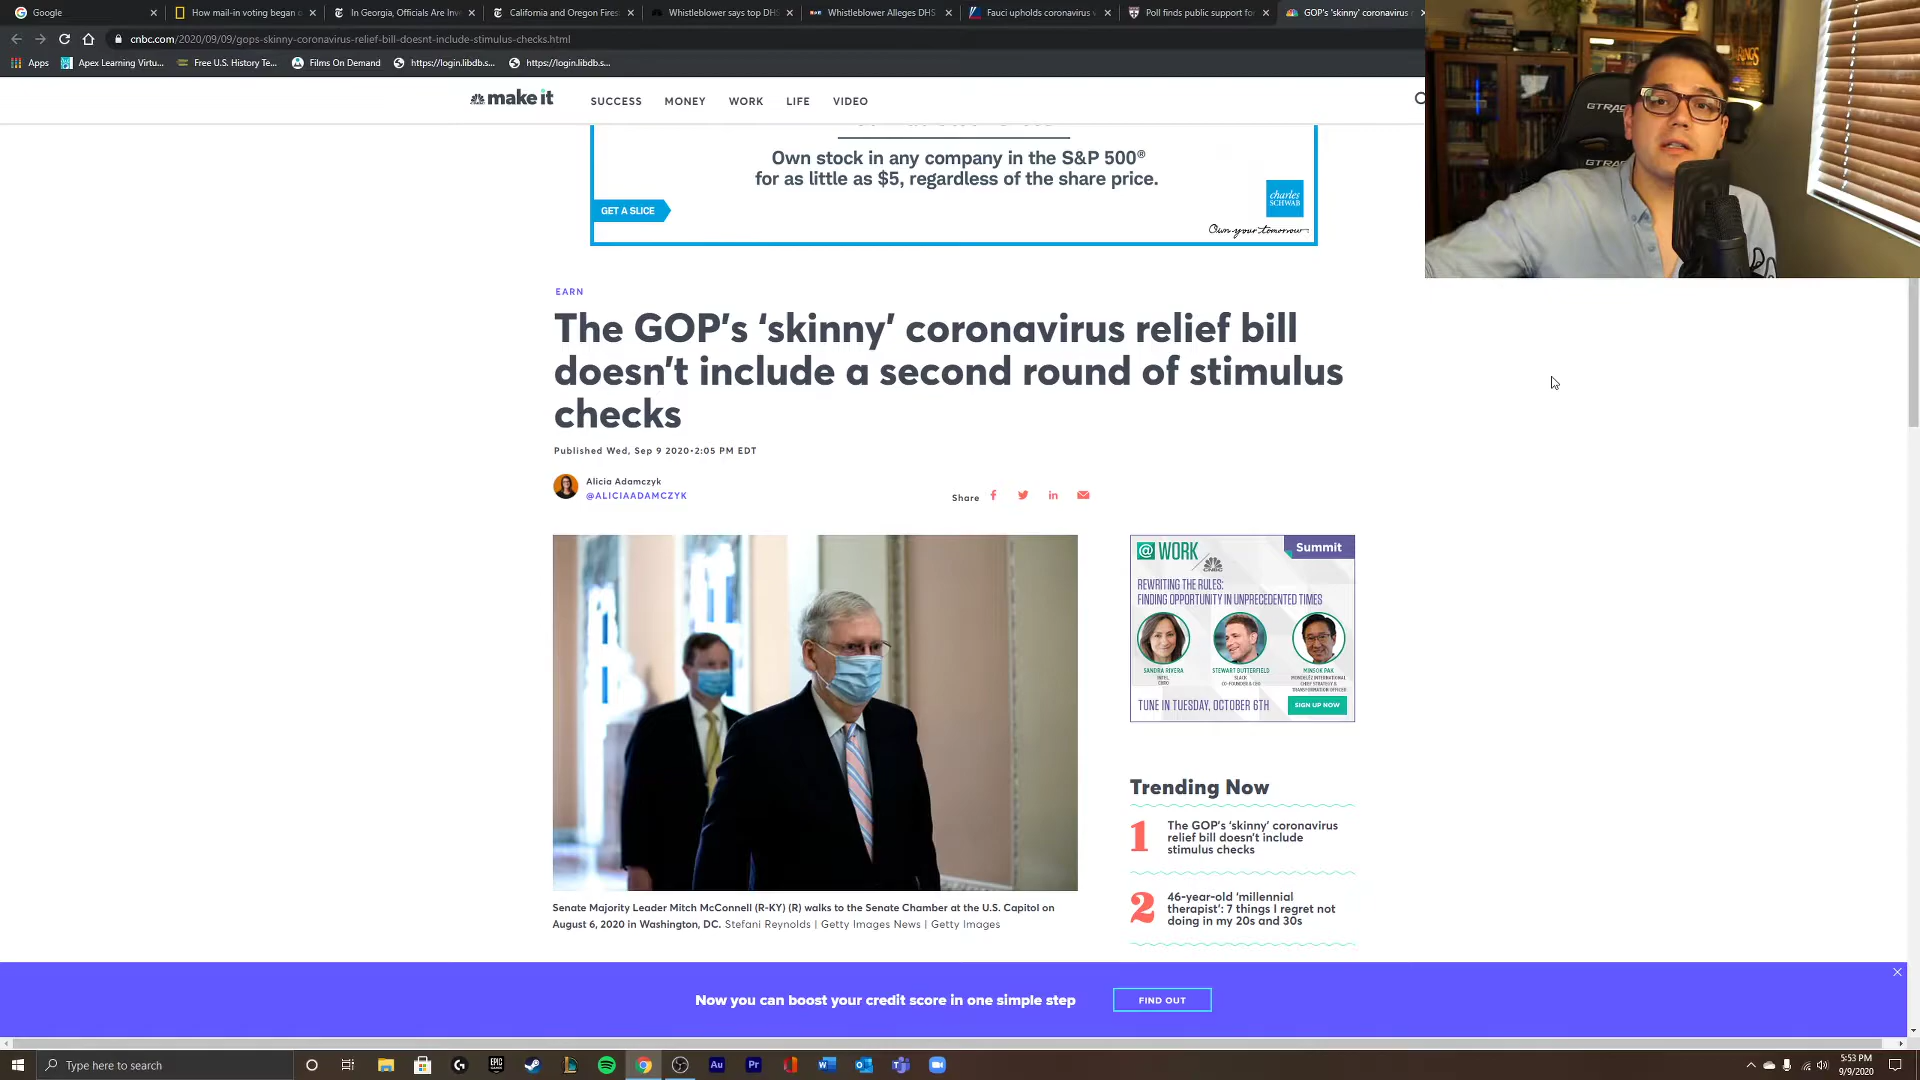 Google
How mail-in voting began o
In Georgia, Officials Are Inv
California and Oregon Fires
Whistleblower says top DHS
Whistleblower Alleges DHS
Fauci upholds coronavirus v
Poll finds public support fo
GOP's 'skinny' coronavirus r
cnbc.com/2020/09/09/gops-skinny-coronavirus-relief-bill-doesnt-include-stimulus-checks.html
Apps
Apex Learning Virtu...
Free U.S. History Te...
Films On Demand
https://login.libdb.s...
https://login.libdb.s...
make it
SUCCESS
MONEY
WORK
LIFE
VIDEO
Own stock in any company in the S&P 500®
for as little as $5, regardless of the share price.
GET A SLICE
charles
SCHWAB
Own your tomorrow
EARN
The GOP's ‘skinny’ coronavirus relief bill
doesn't include a second round of stimulus
checks
Published Wed, Sep 9 2020•2:05 PM EDT
Alicia Adamczyk
@ALICIAADAMCZYK
Share
@ WORK
CNBC
Summit
REWRITING THE RULES:
FINDING OPPORTUNITY IN UNPRECEDENTED TIMES
SANDRA RIVERA
INTEL
STEWART BUTTERFIELD
SLACK
CO-FOUNDER & CEO
MINSOK PAK
MONDELĒZ INTERNATIONAL
CHIEF STRATEGY &
TRANSFORMATION OFFICER
TUNE IN TUESDAY, OCTOBER 6TH
SIGN UP NOW
Trending Now
1
The GOP's ‘skinny’ coronavirus
relief bill doesn't include
stimulus checks
2
46-year-old ‘millennial
therapist’: 7 things I regret not
doing in my 20s and 30s
Senate Majority Leader Mitch McConnell (R-KY) (R) walks to the Senate Chamber at the U.S. Capitol on
August 6, 2020 in Washington, DC. Stefani Reynolds | Getty Images News | Getty Images
Now you can boost your credit score in one simple step
FIND OUT
Type here to search
EPIC
GAMES
Au
Pr
5:53 PM
9/9/2020